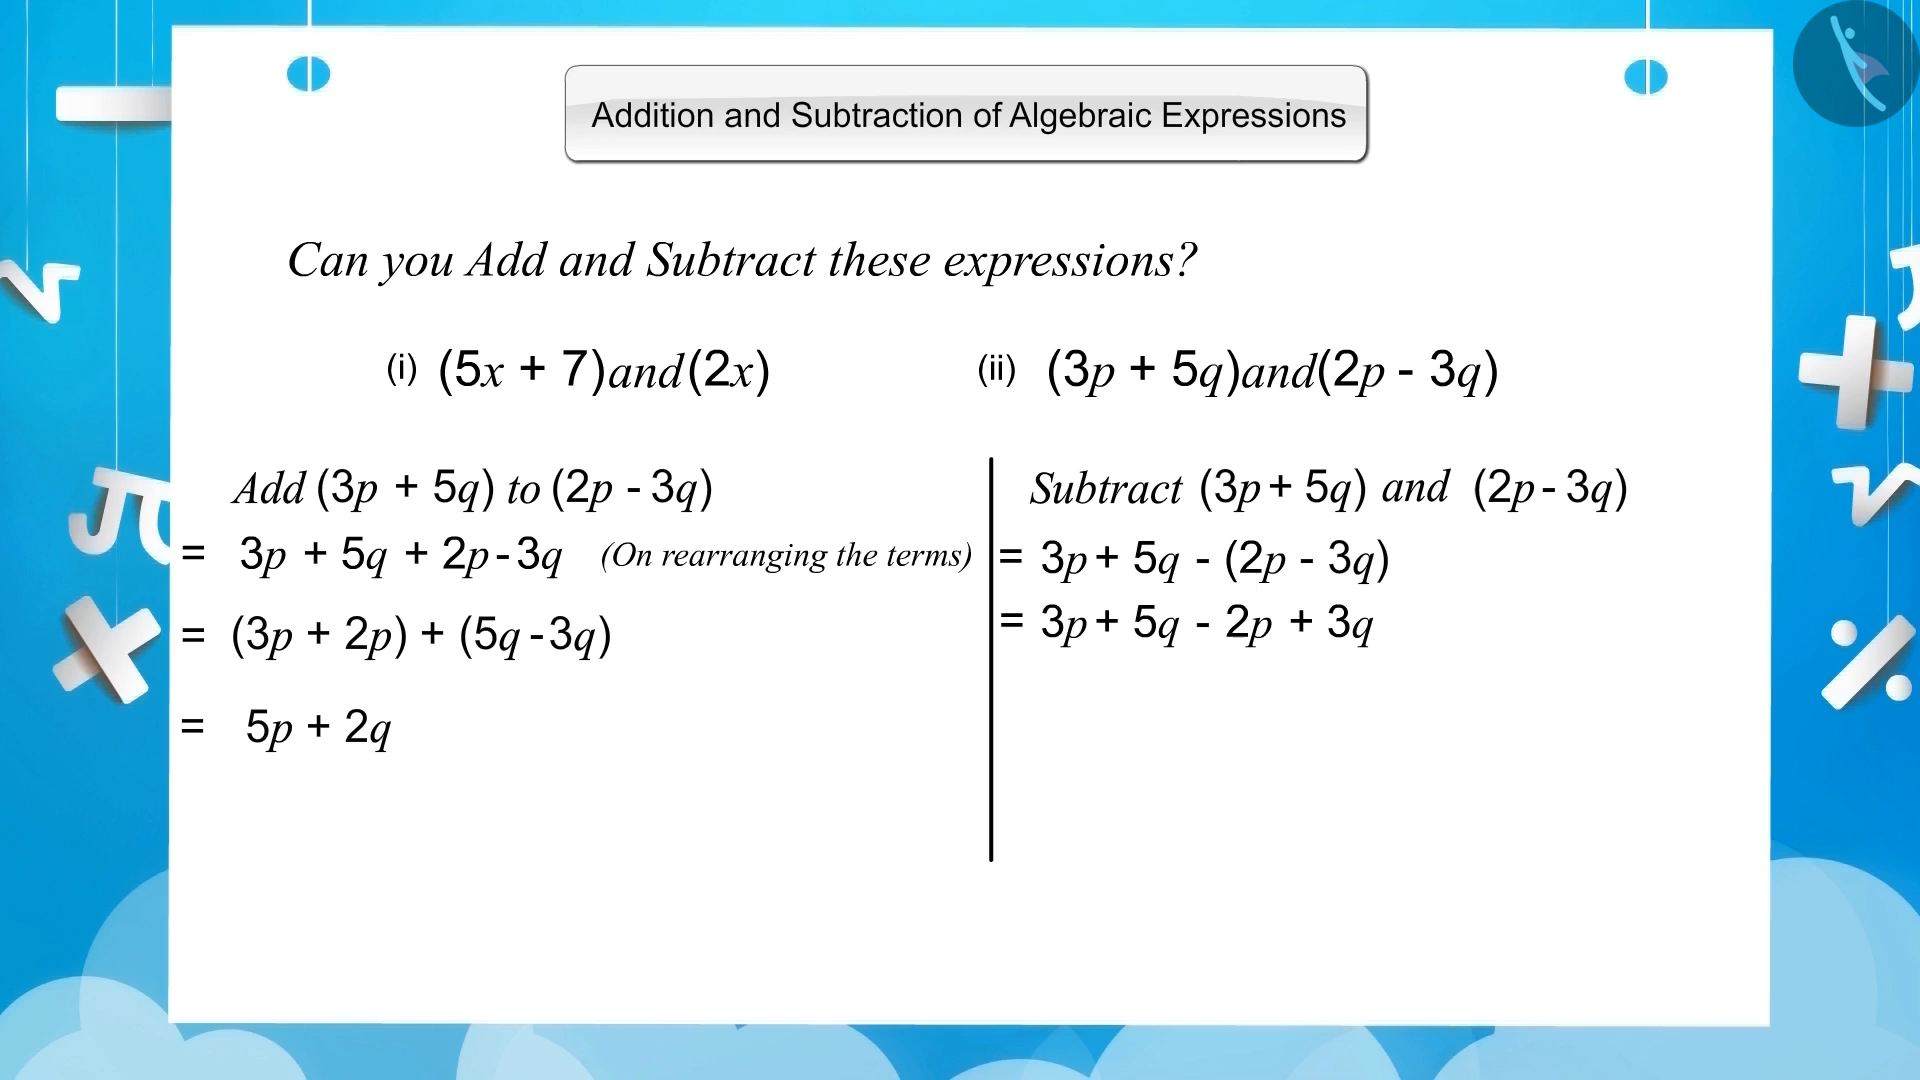 Addition and Subtraction of Algebraic Expressions
Can you Add and Subtract these expressions?
(i) (5x + 7)and(2x)
(ii) (3p + 5q)and(2p - 3q)
Add (3p + 5q) to (2p - 3q)
= 3p + 5q + 2p - 3q (On rearranging the terms)
= (3p + 2p) + (5q - 3q)
= 5p + 2q
Subtract (3p + 5q) and (2p - 3q)
= 3p + 5q - (2p - 3q)
= 3p + 5q - 2p + 3q